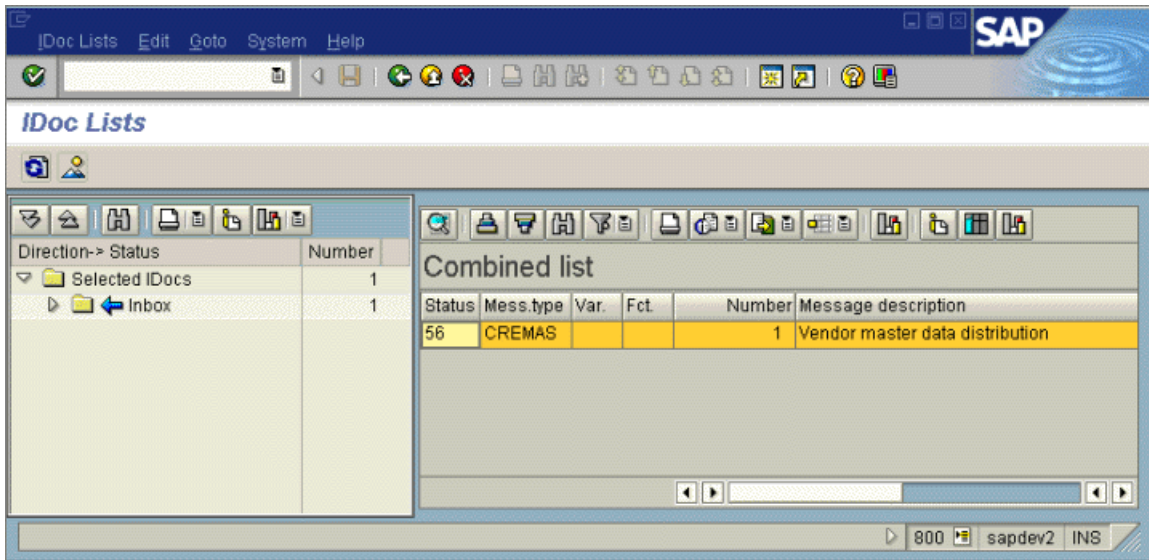 IDoc Lists Edit Goto System Help
SAP
IDoc Lists
Direction-> Status Number
Selected IDocs 1
Inbox 1
Combined list
Status Mess.type Var. Fct. Number Message description
56 CREMAS 1 Vendor master data distribution
800 sapdev2 INS